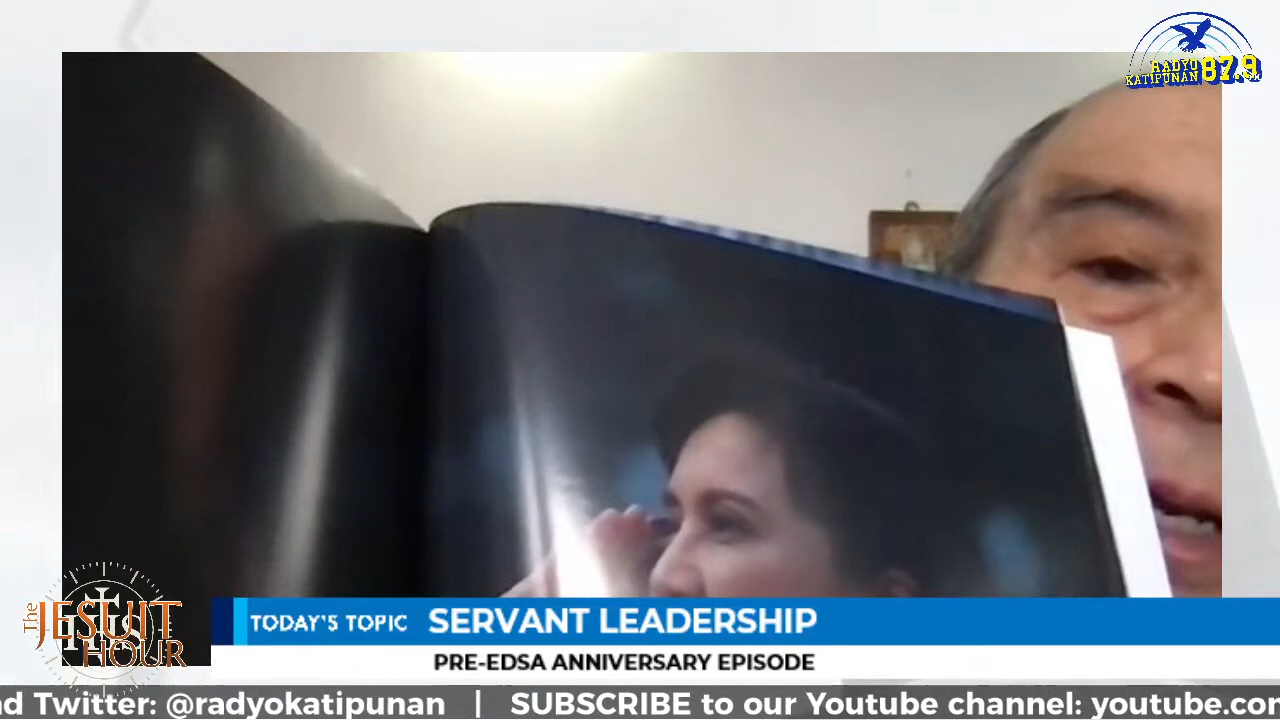 RADYO
KATIPUNAN 87.9
The
JESUIT
HOUR
TODAY'S TOPIC SERVANT LEADERSHIP
PRE-EDSA ANNIVERSARY EPISODE
d Twitter: @radyokatipunan | SUBSCRIBE to our Youtube channel: youtube.con